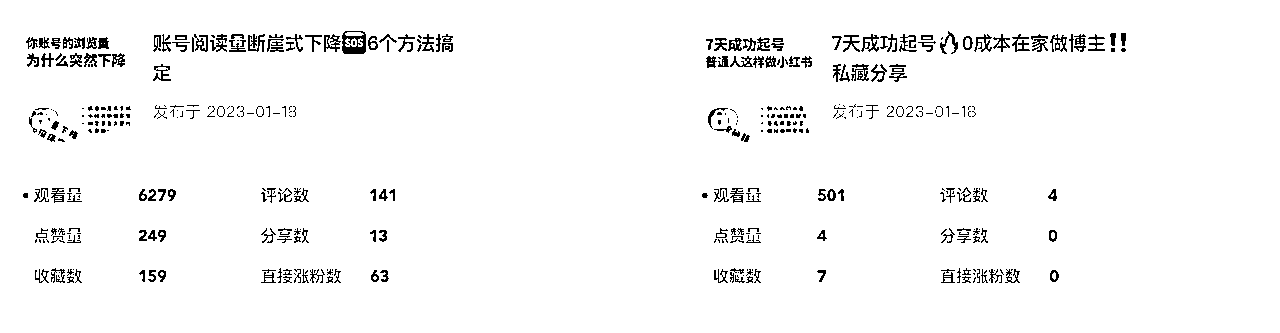 你账号的浏览量
为什么突然下降
账号阅读量断崖式下降🆘6个方法搞
定
发布于 2023-01-18
• 观看量 6279 评论数 141
点赞量 249 分享数 13
收藏数 159 直接涨粉数 63
7天成功起号
普通人这样做小红书
7天成功起号🔥0成本在家做博主‼️
私藏分享
发布于 2023-01-18
• 观看量 501 评论数 4
点赞量 4 分享数 0
收藏数 7 直接涨粉数 0